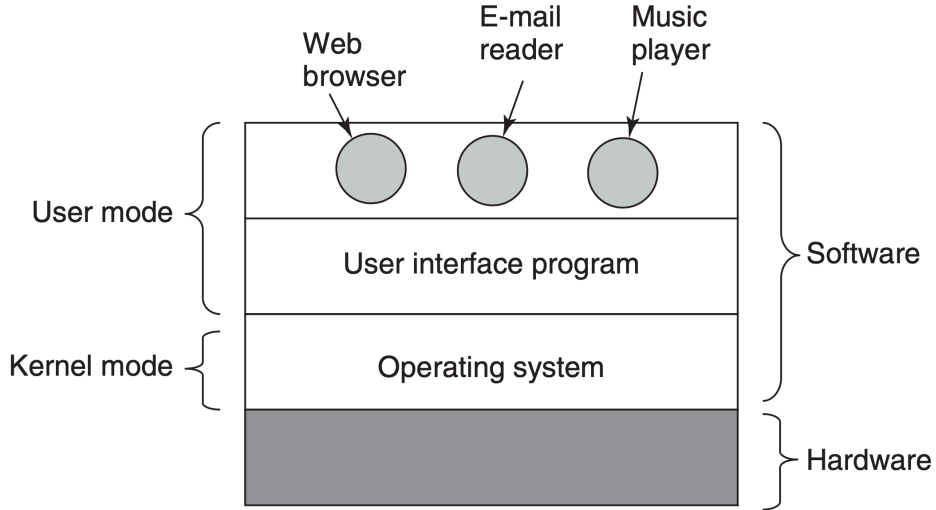 Web
browser
E-mail
reader
Music
player
User mode
User interface program
Software
Kernel mode
Operating system
Hardware